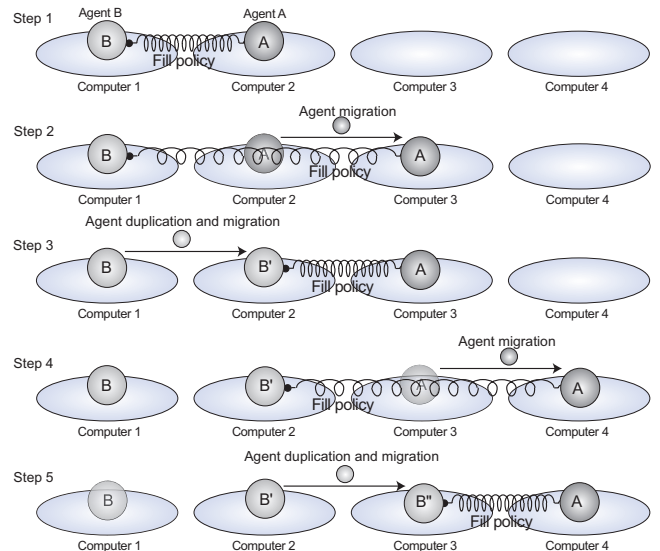 Step 1
Agent B Agent A
B A
Fill policy
Computer 1 Computer 2 Computer 3 Computer 4
Agent migration
Step 2
B A A
Fill policy
Computer 1 Computer 2 Computer 3 Computer 4
Agent duplication and migration
Step 3
B B' A
Fill policy
Computer 1 Computer 2 Computer 3 Computer 4
Agent migration
Step 4
B B' A A
Fill policy
Computer 1 Computer 2 Computer 3 Computer 4
Agent duplication and migration
Step 5
B B' B" A
Fill policy
Computer 1 Computer 2 Computer 3 Computer 4